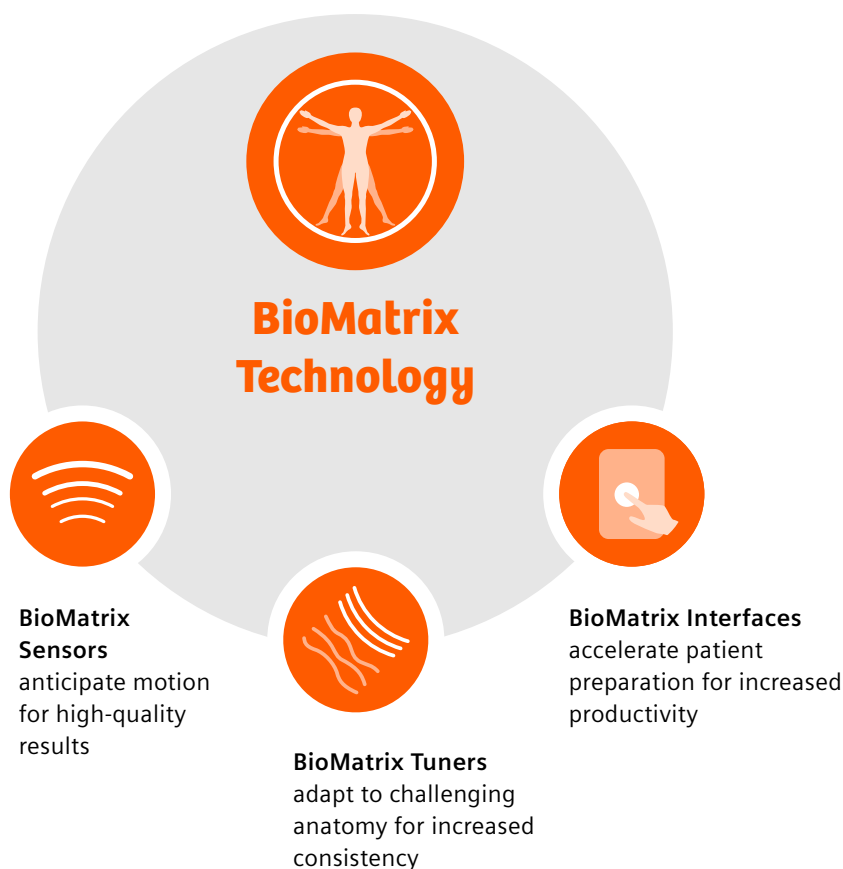 BioMatrix
Technology
BioMatrix
Sensors
anticipate motion
for high-quality
results
BioMatrix Tuners
adapt to challenging
anatomy for increased
consistency
BioMatrix Interfaces
accelerate patient
preparation for increased
productivity